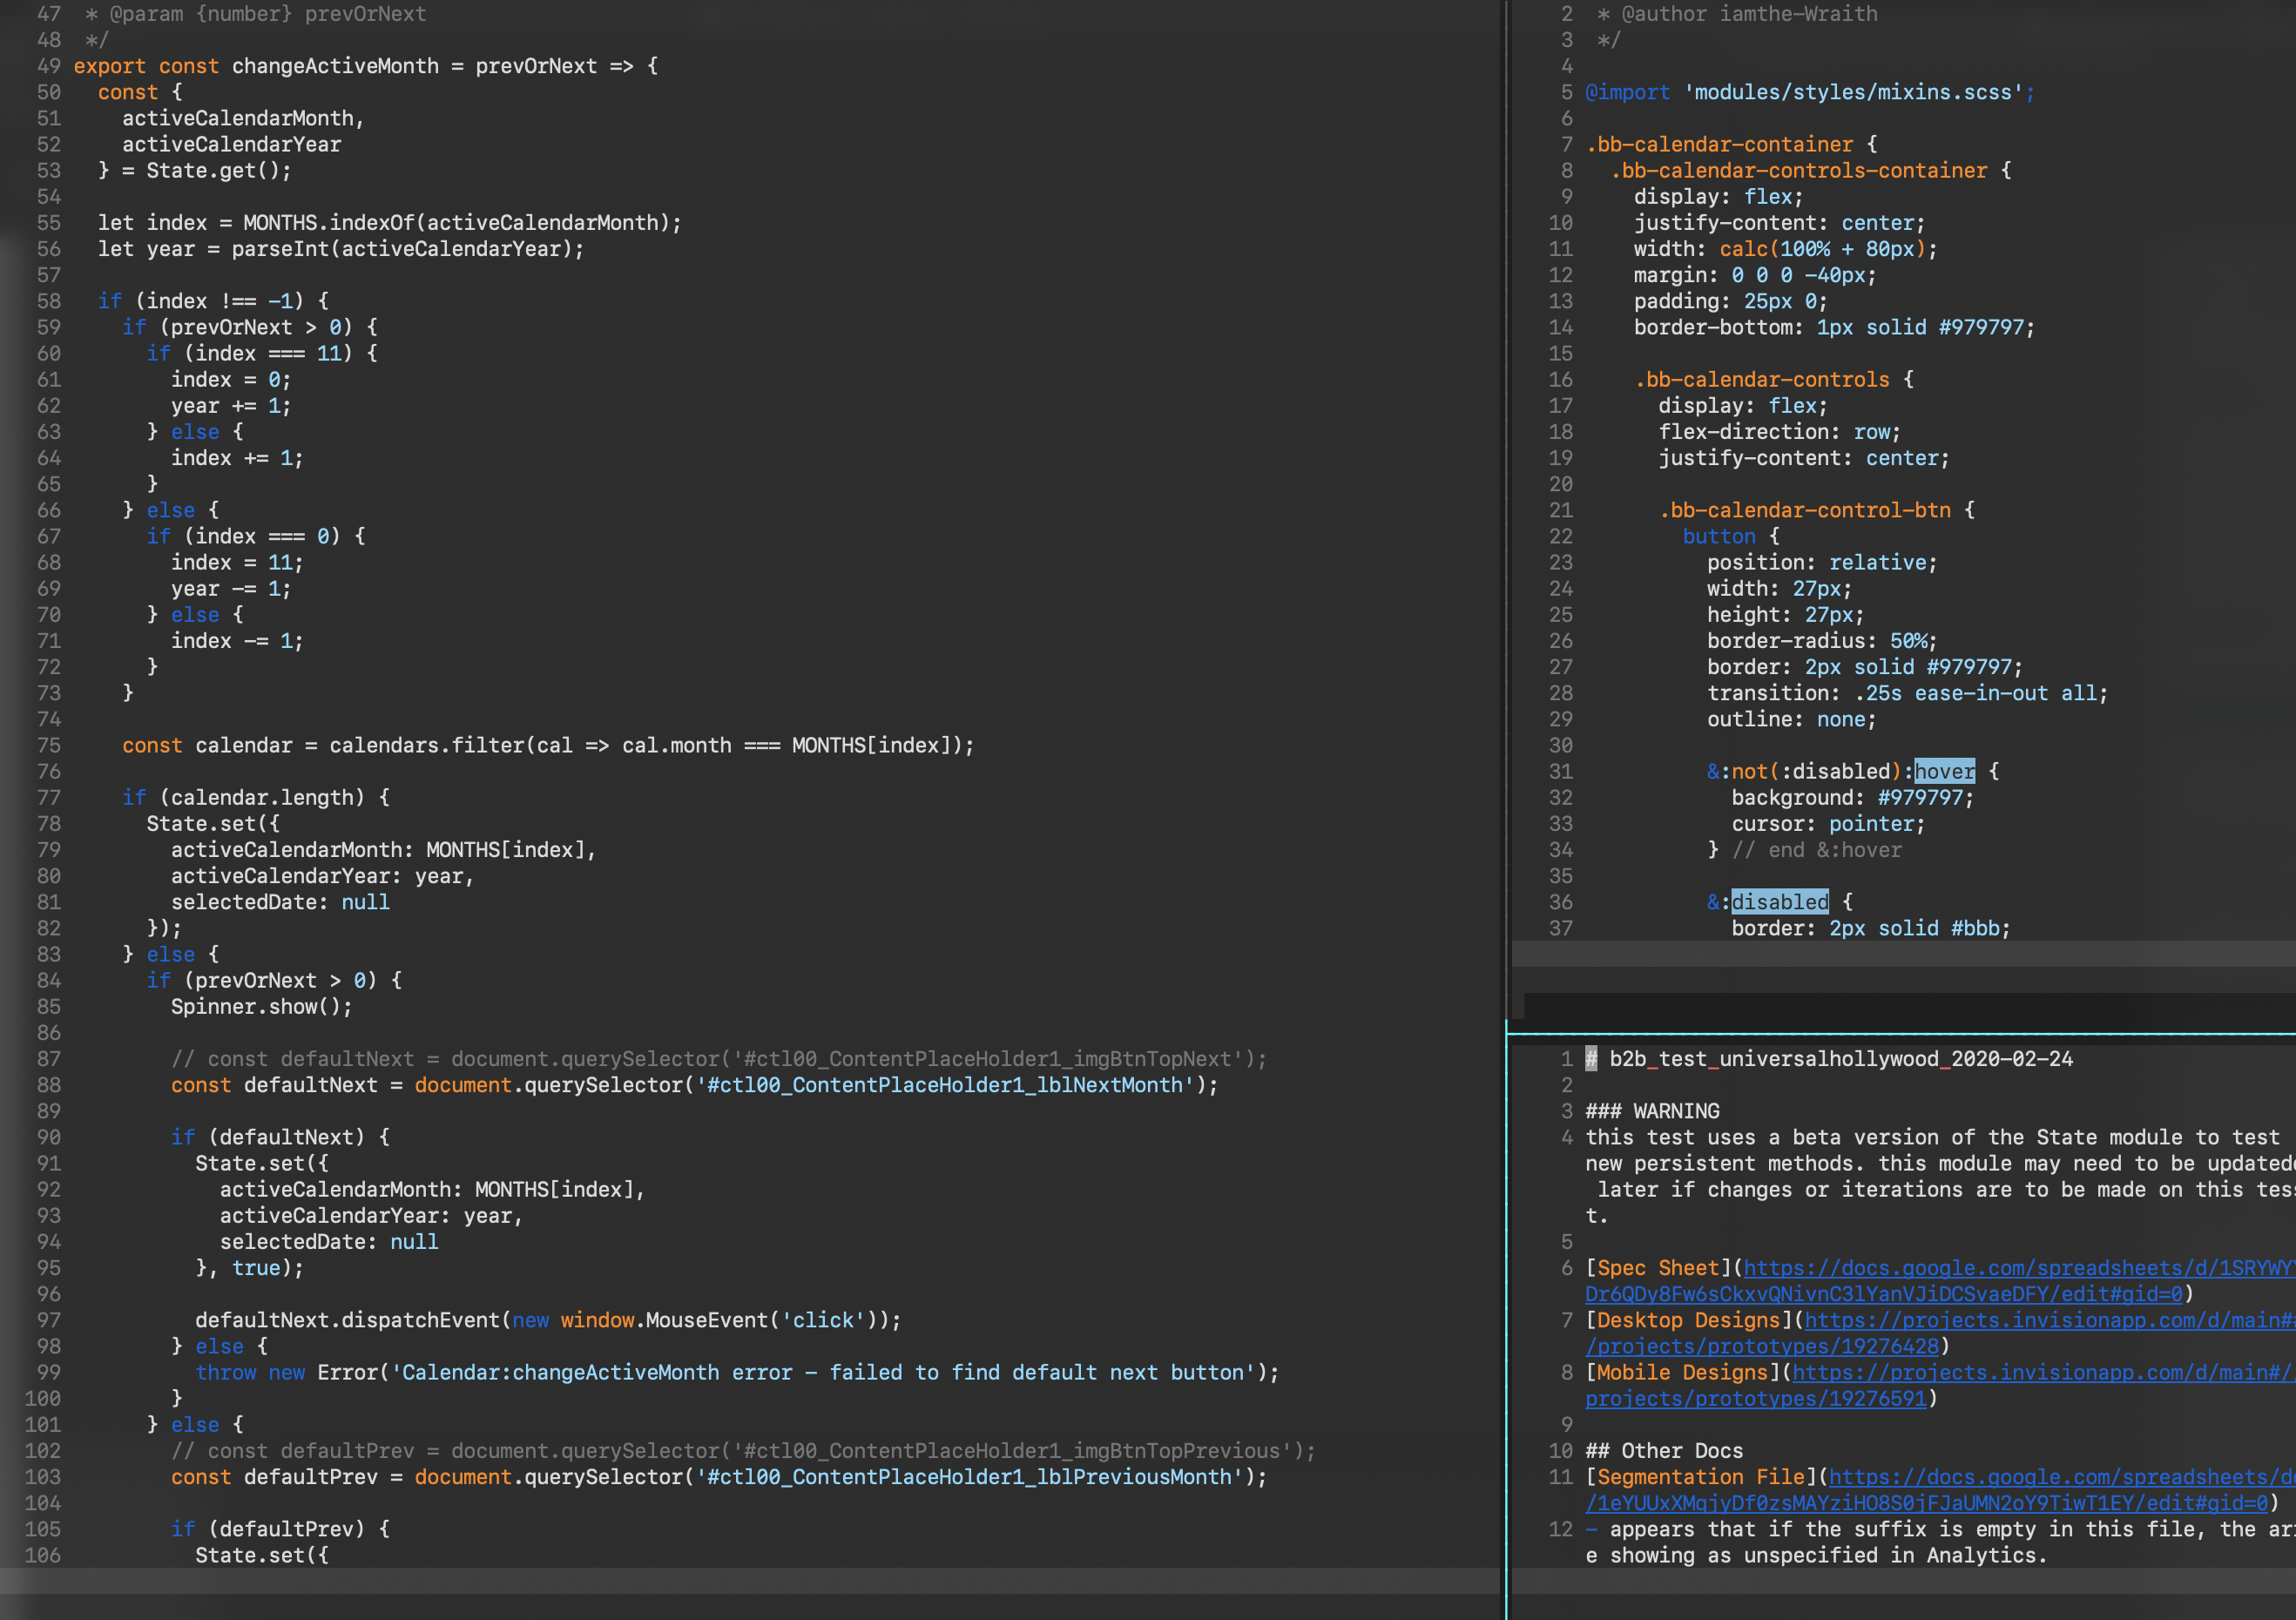 47  * @param {number} prevOrNext
48  */
49 export const changeActiveMonth = prevOrNext => {
50   const {
51     activeCalendarMonth,
52     activeCalendarYear
53   } = State.get();
54
55   let index = MONTHS.indexOf(activeCalendarMonth);
56   let year = parseInt(activeCalendarYear);
57
58   if (index !== -1) {
59     if (prevOrNext > 0) {
60       if (index === 11) {
61         index = 0;
62         year += 1;
63       } else {
64         index += 1;
65       }
66     } else {
67       if (index === 0) {
68         index = 11;
69         year -= 1;
70       } else {
71         index -= 1;
72       }
73     }
74
75     const calendar = calendars.filter(cal => cal.month === MONTHS[index]);
76
77     if (calendar.length) {
78       State.set({
79         activeCalendarMonth: MONTHS[index],
80         activeCalendarYear: year,
81         selectedDate: null
82       });
83     } else {
84       if (prevOrNext > 0) {
85         Spinner.show();
86
87         // const defaultNext = document.querySelector('#ctl00_ContentPlaceHolder1_imgBtnTopNext');
88         const defaultNext = document.querySelector('#ctl00_ContentPlaceHolder1_lblNextMonth');
89
90         if (defaultNext) {
91           State.set({
92             activeCalendarMonth: MONTHS[index],
93             activeCalendarYear: year,
94             selectedDate: null
95           }, true);
96
97           defaultNext.dispatchEvent(new window.MouseEvent('click'));
98         } else {
99           throw new Error('Calendar:changeActiveMonth error - failed to find default next button');
100         }
101       } else {
102         // const defaultPrev = document.querySelector('#ctl00_ContentPlaceHolder1_imgBtnTopPrevious');
103         const defaultPrev = document.querySelector('#ctl00_ContentPlaceHolder1_lblPreviousMonth');
104
105         if (defaultPrev) {
106           State.set({
2  * @author iamthe-Wraith
3  */
4
5 @import 'modules/styles/mixins.scss';
6
7 .bb-calendar-container {
8   .bb-calendar-controls-container {
9     display: flex;
10     justify-content: center;
11     width: calc(100% + 80px);
12     margin: 0 0 0 -40px;
13     padding: 25px 0;
14     border-bottom: 1px solid #979797;
15
16     .bb-calendar-controls {
17       display: flex;
18       flex-direction: row;
19       justify-content: center;
20
21       .bb-calendar-control-btn {
22         button {
23           position: relative;
24           width: 27px;
25           height: 27px;
26           border-radius: 50%;
27           border: 2px solid #979797;
28           transition: .25s ease-in-out all;
29           outline: none;
30
31           &:not(:disabled):hover {
32             background: #979797;
33             cursor: pointer;
34           } // end &:hover
35
36           &:disabled {
37             border: 2px solid #bbb;
1 # b2b_test_universalhollywood_2020-02-24
2
3 ### WARNING
4 this test uses a beta version of the State module to test
new persistent methods. this module may need to be updated
later if changes or iterations are to be made on this tes
t.
5
6 [Spec Sheet](https://docs.google.com/spreadsheets/d/1SRYWY
Dr6QDy8Fw6sCkxvQNivnC3lYanVJiDCSvaeDFY/edit#gid=0)
7 [Desktop Designs](https://projects.invisionapp.com/d/main#
/projects/prototypes/19276428)
8 [Mobile Designs](https://projects.invisionapp.com/d/main#/
projects/prototypes/19276591)
9
10 ## Other Docs
11 [Segmentation File](https://docs.google.com/spreadsheets/d
/1eYUUxXMqjyDf0zsMAYziHO8S0jFJaUMN2oY9TiwT1EY/edit#gid=0)
12 - appears that if the suffix is empty in this file, the ar
e showing as unspecified in Analytics.